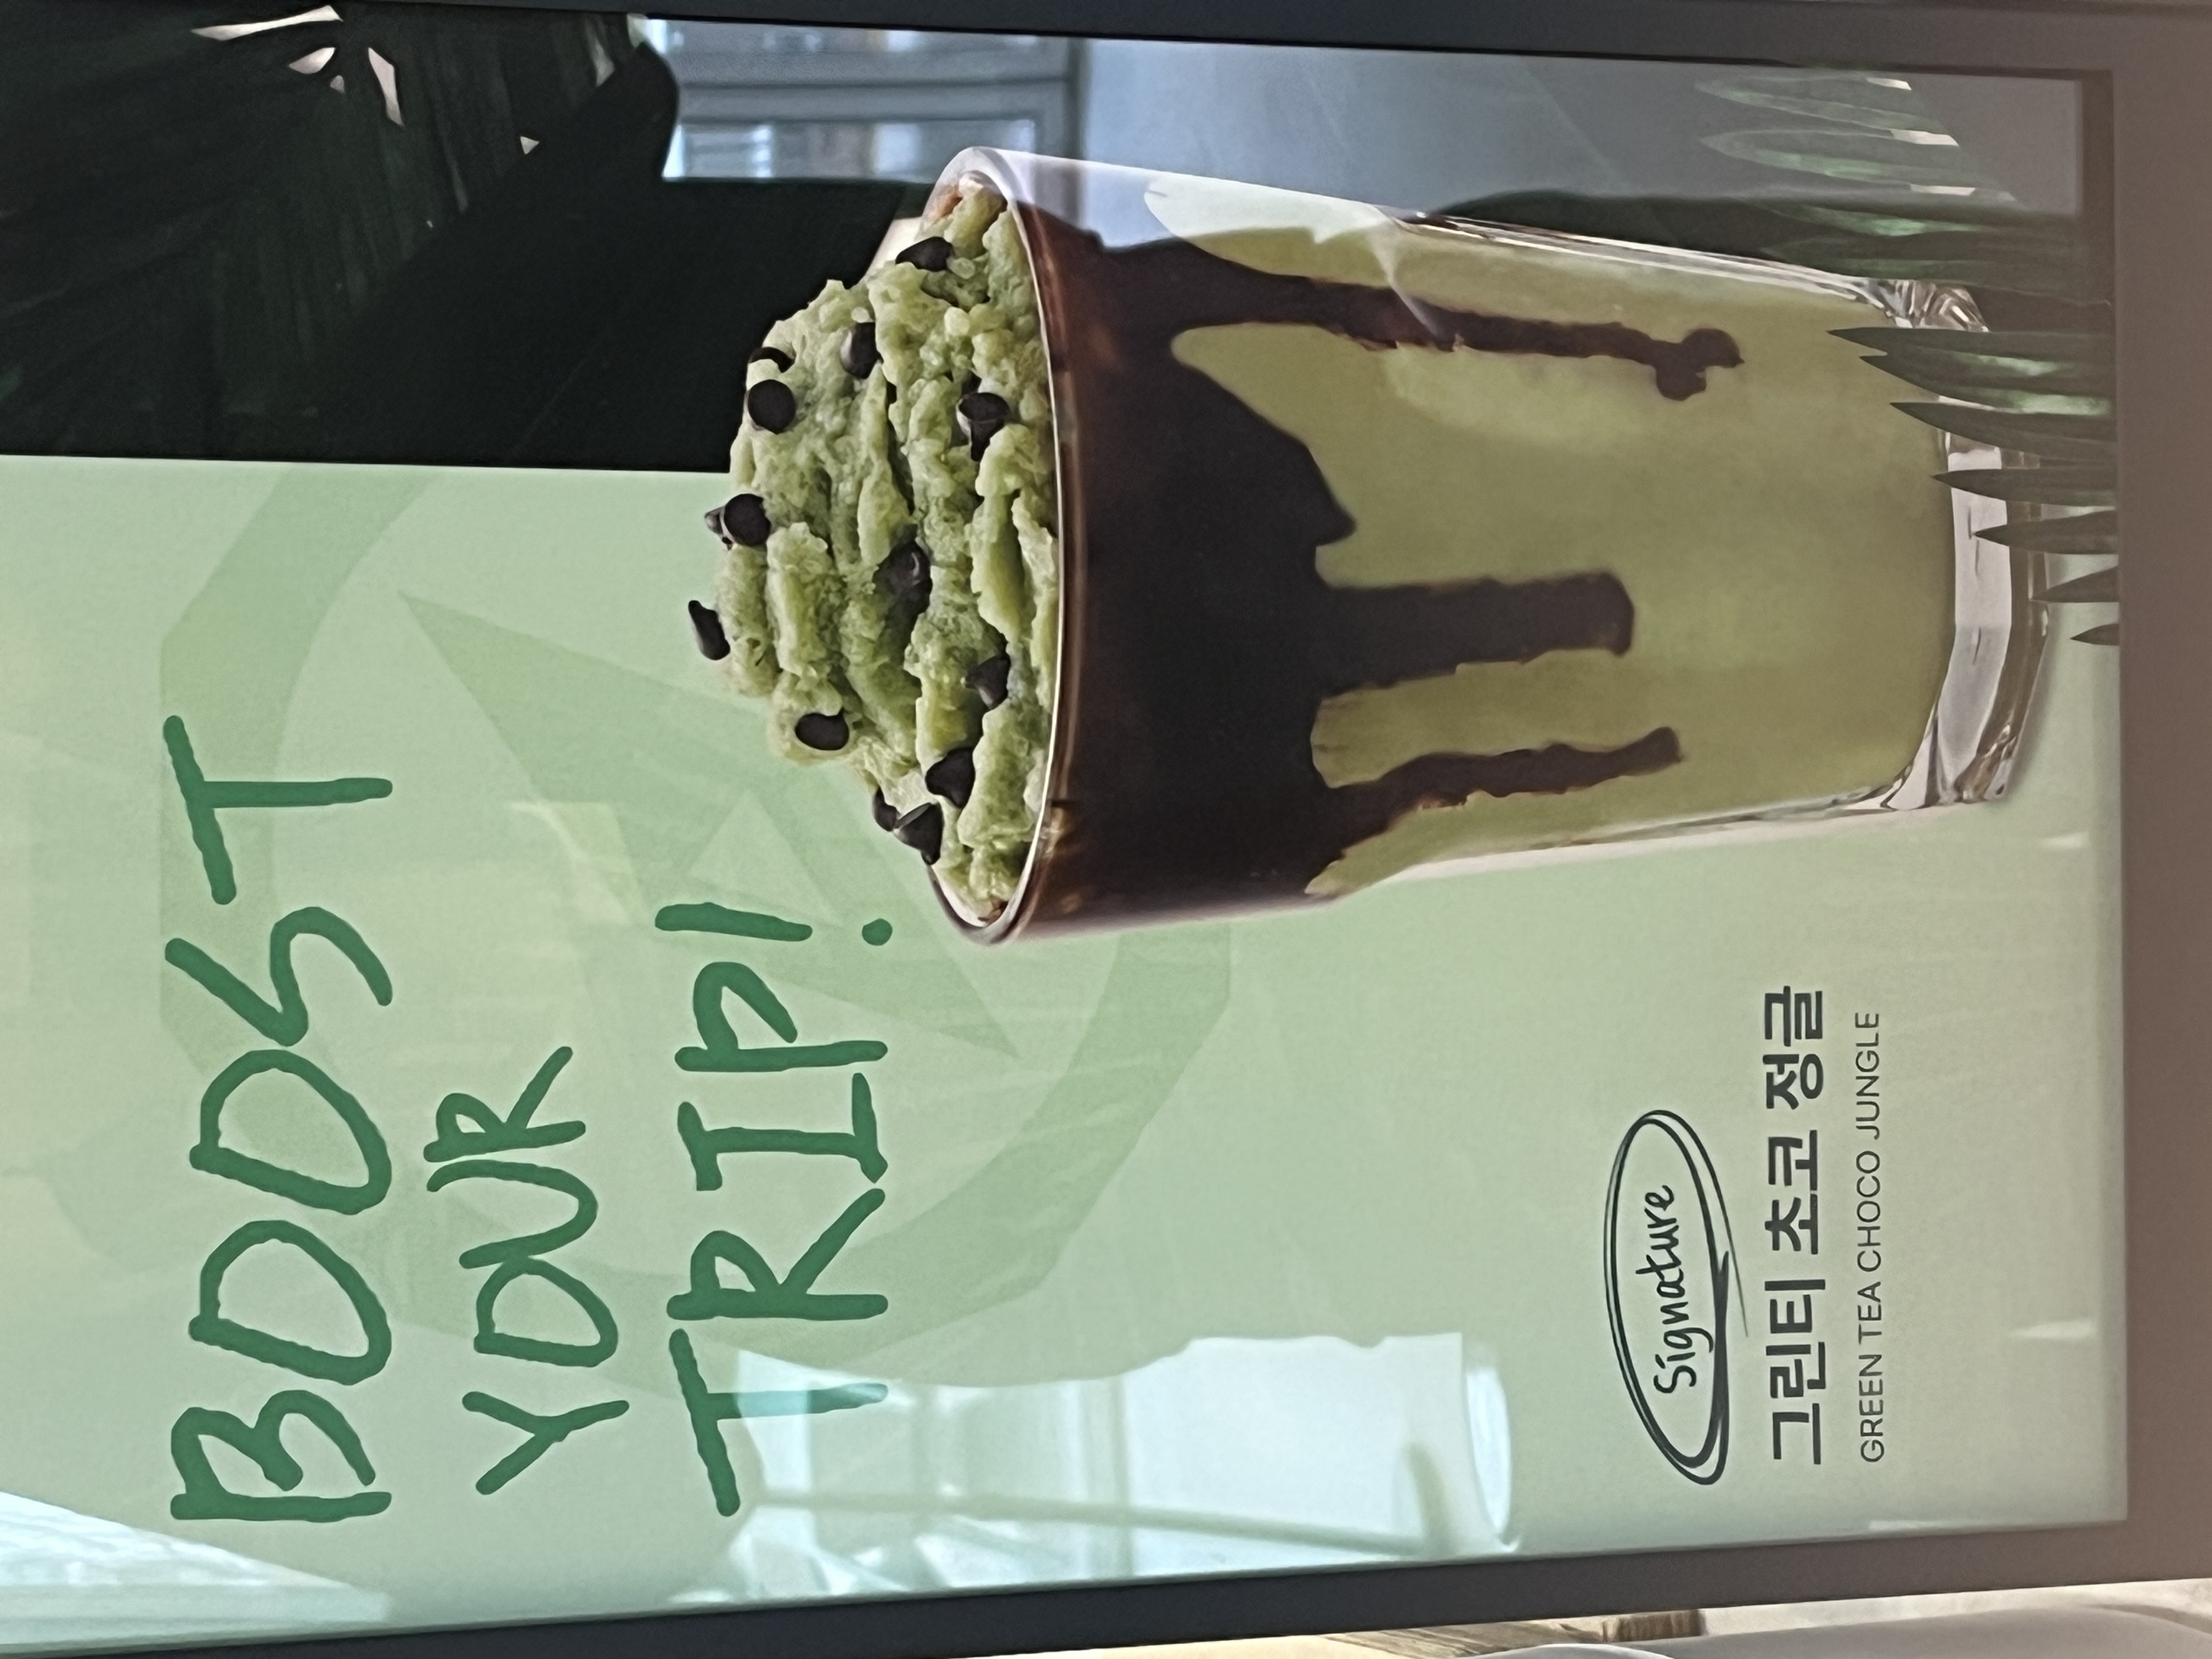 BOOST
YOUR
TRIP!
Signature
그린티 초코 정글
GREEN TEA CHOCO JUNGLE